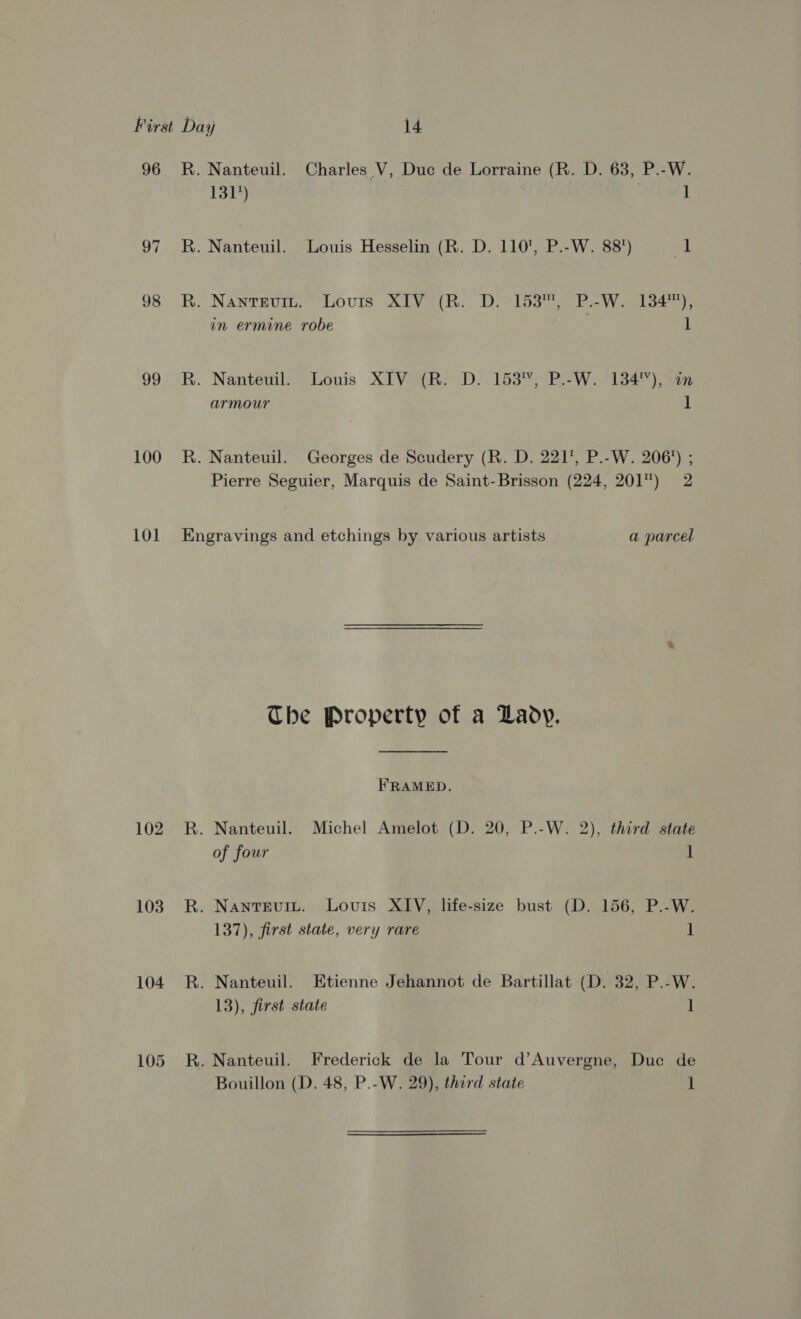 First Day 14
96 R. Nanteuil. Charles V, Duc de Lorraine (R. D. 63, P.-W.
131¹) 1
97 R. Nanteuil. Louis Hesselin (R. D. 110¹, P.-W. 88¹) 1
98 R. NANTEUIL. LOUIS XIV (R. D. 153ᴵᴵᴵ, P.-W. 134ᴵᴵᴵ),
in ermine robe 1
99 R. Nanteuil. Louis XIV (R. D. 153ᴵⱽ, P.-W. 134ᴵⱽ), in
armour 1
100 R. Nanteuil. Georges de Scudery (R. D. 221¹, P.-W. 206¹) ;
Pierre Seguier, Marquis de Saint-Brisson (224, 201ᴵᴵ) 2
101 Engravings and etchings by various artists a parcel
The Property of a Lady.
FRAMED.
102 R. Nanteuil. Michel Amelot (D. 20, P.-W. 2), third state
of four 1
103 R. NANTEUIL. LOUIS XIV, life-size bust (D. 156, P.-W.
137), first state, very rare 1
104 R. Nanteuil. Etienne Jehannot de Bartillat (D. 32, P.-W.
13), first state 1
105 R. Nanteuil. Frederick de la Tour d'Auvergne, Duc de
Bouillon (D. 48, P.-W. 29), third state 1